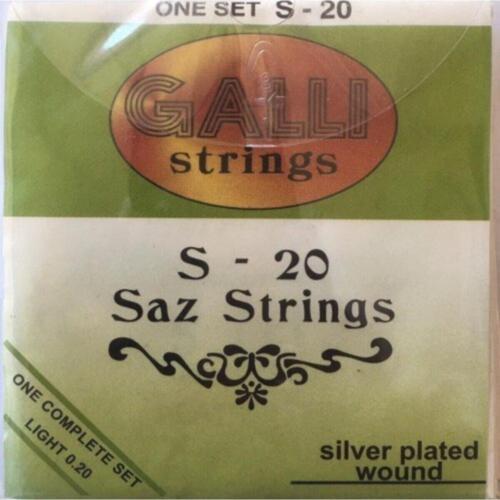 ONE SET S - 20
GALLI
strings
S - 20
Saz Strings
ONE COMPLETE SET
LIGHT 0.20
silver plated
wound